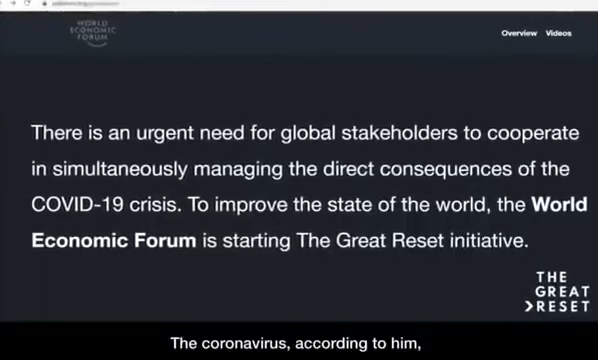 WORLD
ECONOMIC
FORUM
Overview Videos
There is an urgent need for global stakeholders to cooperate
in simultaneously managing the direct consequences of the
COVID-19 crisis. To improve the state of the world, the World
Economic Forum is starting The Great Reset initiative.
THE
GREAT
>RESET
The coronavirus, according to him,